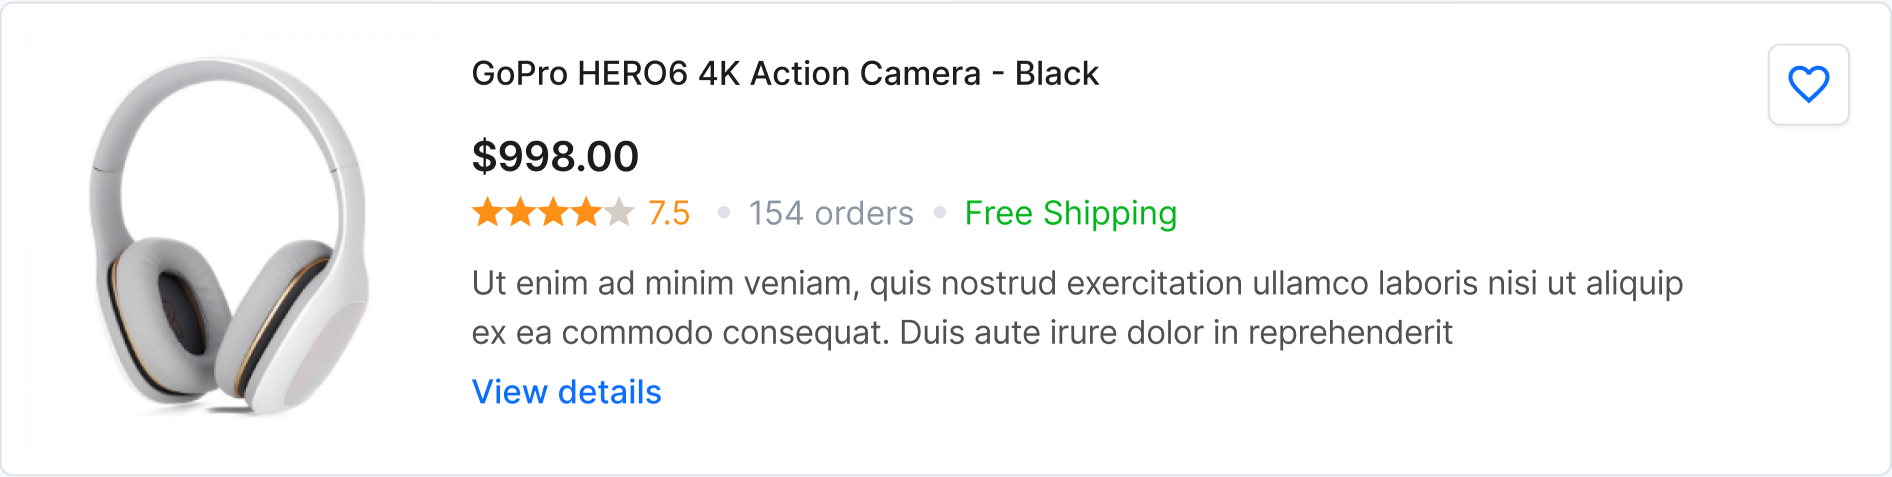 GoPro HERO6 4K Action Camera - Black
$998.00
7.5 • 154 orders • Free Shipping
Ut enim ad minim veniam, quis nostrud exercitation ullamco laboris nisi ut aliquip
ex ea commodo consequat. Duis aute irure dolor in reprehenderit
View details